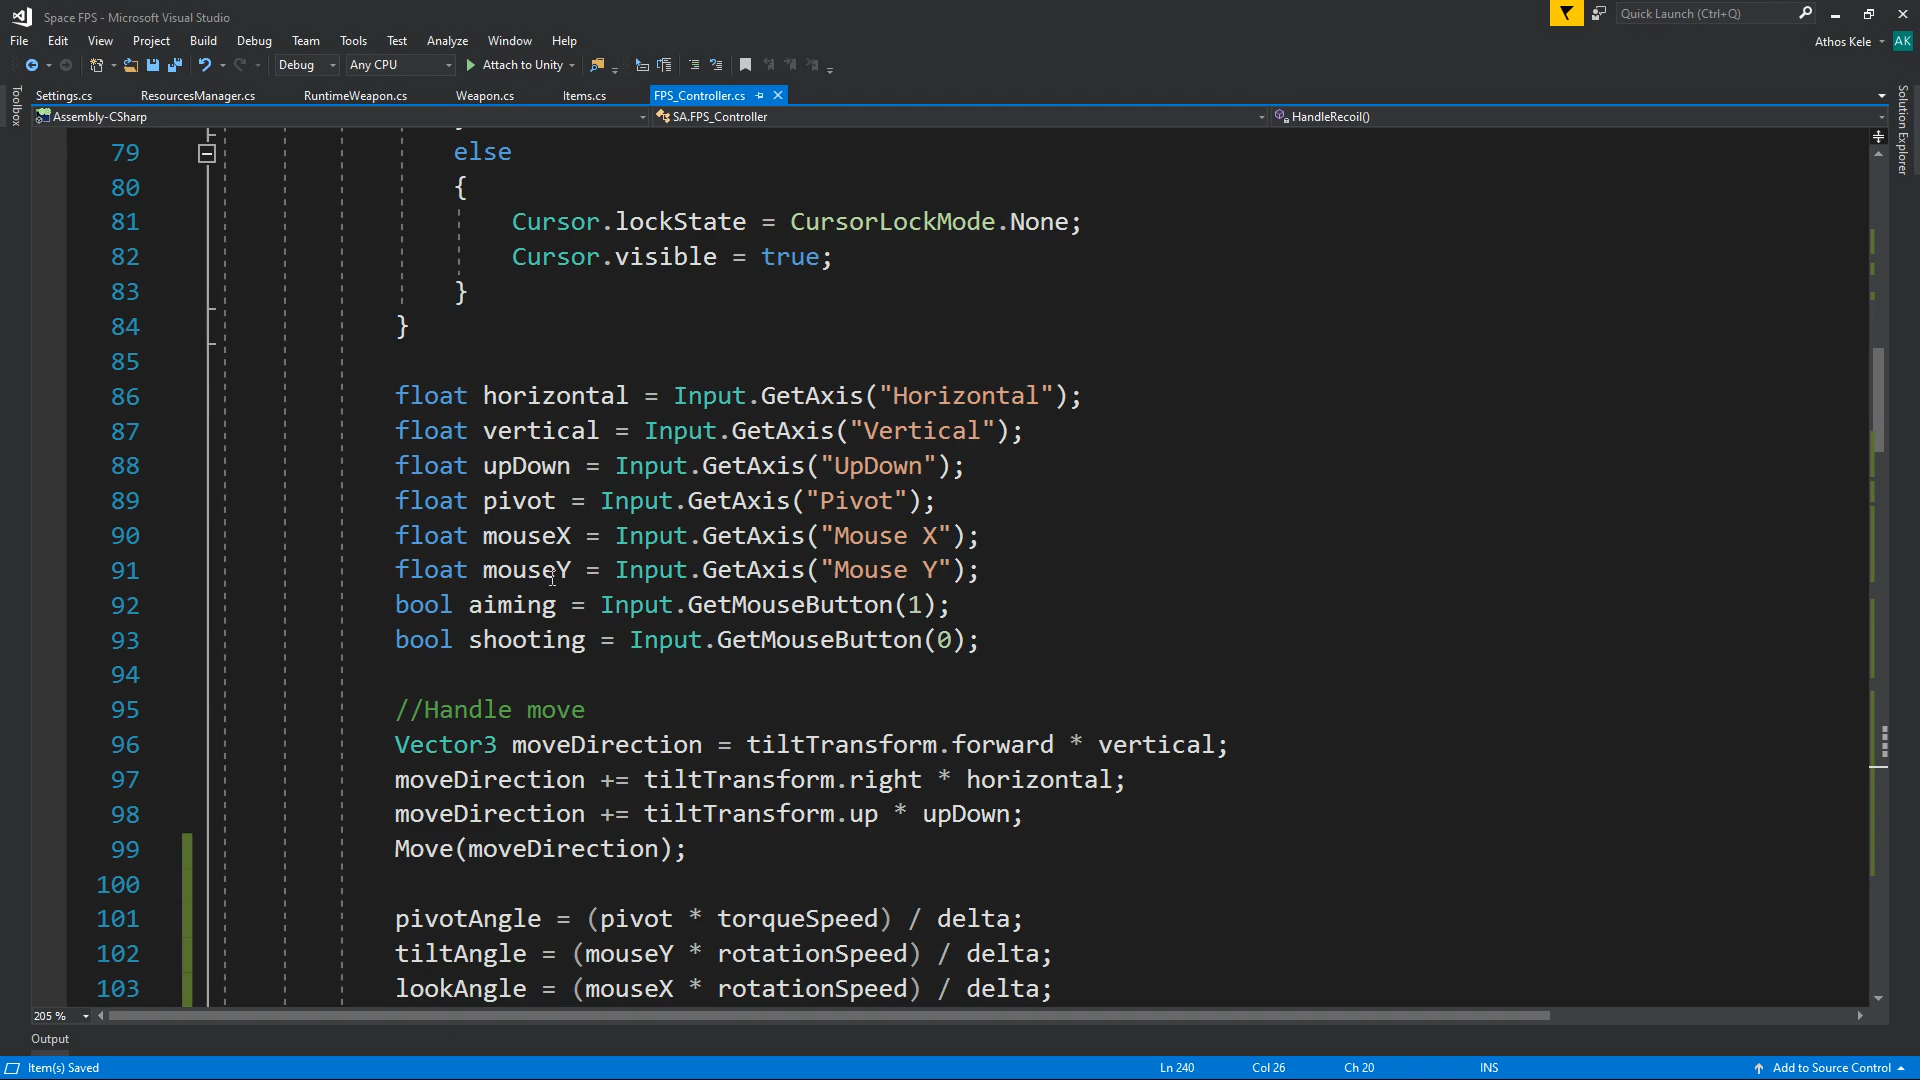 Space FPS - Microsoft Visual Studio
Quick Launch (Ctrl+Q)
File Edit View Project Build Debug Team Tools Test Analyze Window Help
Athos Kele AK
Debug Any CPU Attach to Unity
Toolbox
Settings.cs ResourcesManager.cs RuntimeWeapon.cs Weapon.cs Items.cs FPS_Controller.cs
Solution Explorer
Assembly-CSharp SA.FPS_Controller HandleRecoil()
79 else
80 {
81 Cursor.lockState = CursorLockMode.None;
82 Cursor.visible = true;
83 }
84 }
85
86 float horizontal = Input.GetAxis("Horizontal");
87 float vertical = Input.GetAxis("Vertical");
88 float upDown = Input.GetAxis("UpDown");
89 float pivot = Input.GetAxis("Pivot");
90 float mouseX = Input.GetAxis("Mouse X");
91 float mouseY = Input.GetAxis("Mouse Y");
92 bool aiming = Input.GetMouseButton(1);
93 bool shooting = Input.GetMouseButton(0);
94
95 //Handle move
96 Vector3 moveDirection = tiltTransform.forward * vertical;
97 moveDirection += tiltTransform.right * horizontal;
98 moveDirection += tiltTransform.up * upDown;
99 Move(moveDirection);
100
101 pivotAngle = (pivot * torqueSpeed) / delta;
102 tiltAngle = (mouseY * rotationSpeed) / delta;
103 lookAngle = (mouseX * rotationSpeed) / delta;
205 %
Output
Item(s) Saved Ln 240 Col 26 Ch 20 INS Add to Source Control